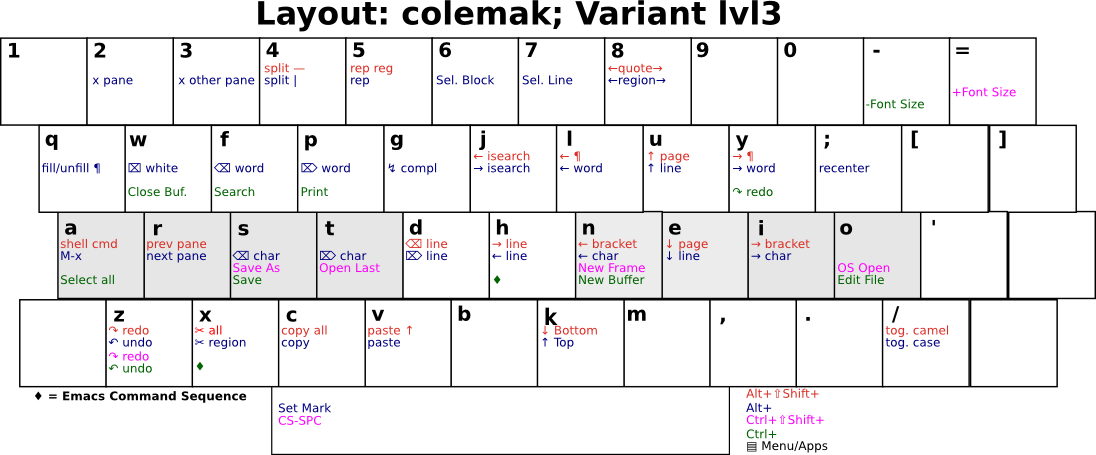 Layout: colemak; Variant lvl3
1 2 3 4 5 6 7 8 9 0 - =
split — rep reg ←quote→
x pane x other pane split | rep Sel. Block Sel. Line ←region→
+Font Size
-Font Size
q w f p g j l u y ; [ ]
← isearch ← ¶ ↑ page → ¶
fill/unfill ¶ ⌧ white ⌫ word ⌦ word ↯ compl → isearch ← word ↑ line → word recenter
Close Buf. Search Print ↷ redo
a r s t d h n e i o '
shell cmd prev pane ⌫ line → line ← bracket ↓ page → bracket
M-x next pane ⌫ char ⌦ char ⌦ line ← line ← char ↓ line → char
Save As Open Last New Frame OS Open
Select all Save ♦ New Buffer Edit File
z x c v b k m , . /
↷ redo ✂ all copy all paste ↑ ↓ Bottom tog. camel
↶ undo ✂ region copy paste ↑ Top tog. case
↷ redo
↶ undo ♦
♦ = Emacs Command Sequence
Set Mark
CS-SPC
Alt+⇧Shift+
Alt+
Ctrl+⇧Shift+
Ctrl+
▤ Menu/Apps